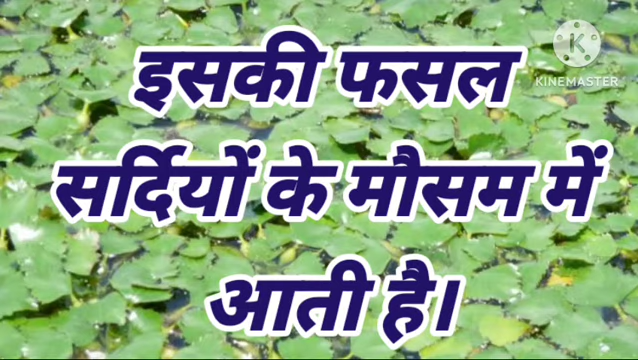 KINEMASTER
इसकी फसल
सर्दियों के मौसम में
आती है।